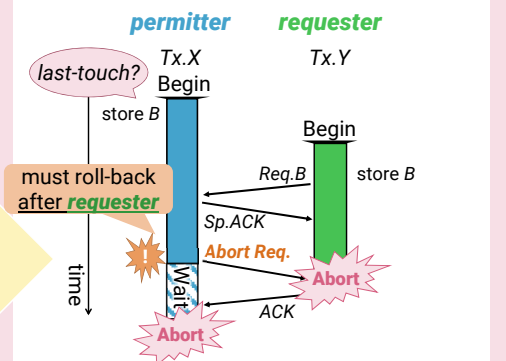 permitter
requester
Tx.X
Tx.Y
last-touch?
Begin
store B
Begin
Req.B
store B
must roll-back
after requester
Sp.ACK
!
Abort Req.
time
Wait
Abort
ACK
Abort